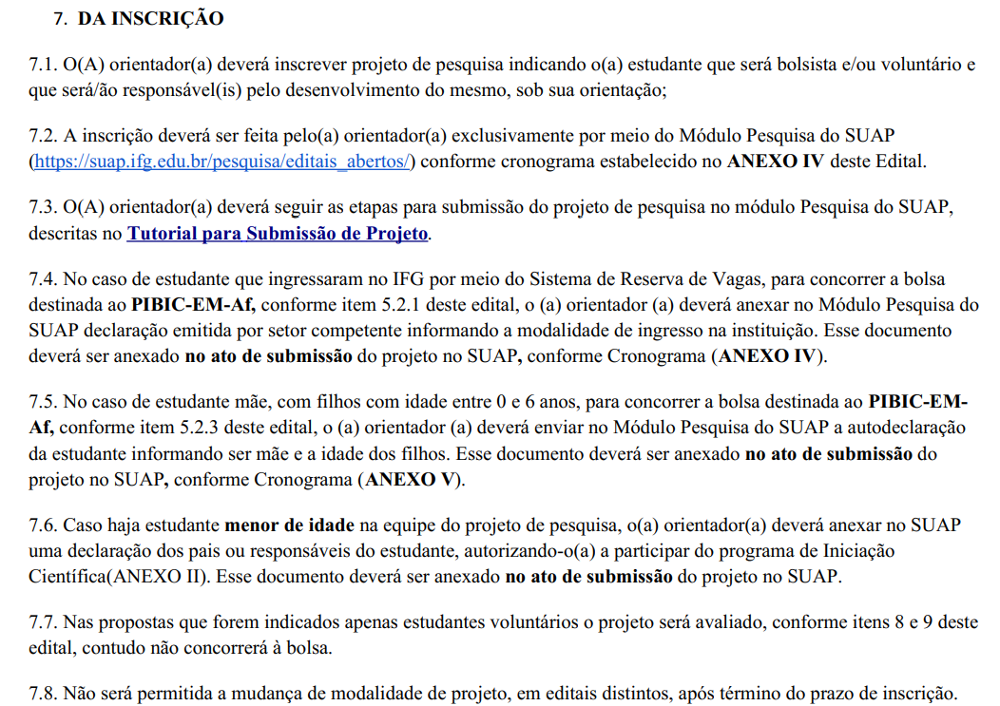 7. DA INSCRIÇÃO
7.1. O(A) orientador(a) deverá inscrever projeto de pesquisa indicando o(a) estudante que será bolsista e/ou voluntário e
que será/ão responsável(is) pelo desenvolvimento do mesmo, sob sua orientação;
7.2. A inscrição deverá ser feita pelo(a) orientador(a) exclusivamente por meio do Módulo Pesquisa do SUAP
(https://suap.ifg.edu.br/pesquisa/editais_abertos/) conforme cronograma estabelecido no ANEXO IV deste Edital.
7.3. O(A) orientador(a) deverá seguir as etapas para submissão do projeto de pesquisa no módulo Pesquisa do SUAP,
descritas no Tutorial para Submissão de Projeto.
7.4. No caso de estudante que ingressaram no IFG por meio do Sistema de Reserva de Vagas, para concorrer a bolsa
destinada ao PIBIC-EM-Af, conforme item 5.2.1 deste edital, o (a) orientador (a) deverá anexar no Módulo Pesquisa do
SUAP declaração emitida por setor competente informando a modalidade de ingresso na instituição. Esse documento
deverá ser anexado no ato de submissão do projeto no SUAP, conforme Cronograma (ANEXO IV).
7.5. No caso de estudante mãe, com filhos com idade entre 0 e 6 anos, para concorrer a bolsa destinada ao PIBIC-EM-
Af, conforme item 5.2.3 deste edital, o (a) orientador (a) deverá enviar no Módulo Pesquisa do SUAP a autodeclaração
da estudante informando ser mãe e a idade dos filhos. Esse documento deverá ser anexado no ato de submissão do
projeto no SUAP, conforme Cronograma (ANEXO V).
7.6. Caso haja estudante menor de idade na equipe do projeto de pesquisa, o(a) orientador(a) deverá anexar no SUAP
uma declaração dos pais ou responsáveis do estudante, autorizando-o(a) a participar do programa de Iniciação
Científica(ANEXO II). Esse documento deverá ser anexado no ato de submissão do projeto no SUAP.
7.7. Nas propostas que forem indicados apenas estudantes voluntários o projeto será avaliado, conforme itens 8 e 9 deste
edital, contudo não concorrerá à bolsa.
7.8. Não será permitida a mudança de modalidade de projeto, em editais distintos, após término do prazo de inscrição.